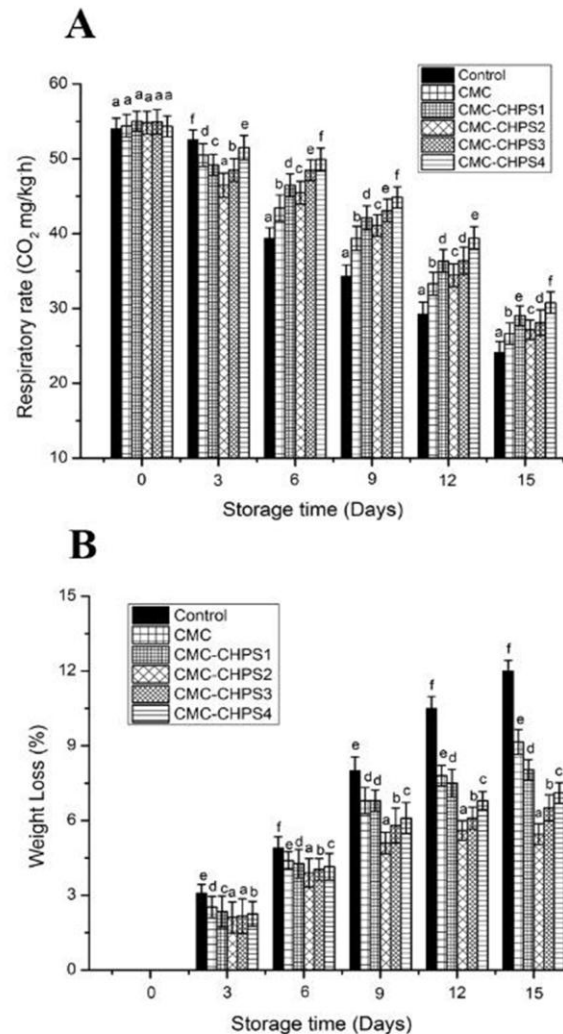 A
60
50
40
30
20
10
Respiratory rate (CO₂ mg/kg h)
Control
CMC
CMC-CHPS1
CMC-CHPS2
CMC-CHPS3
CMC-CHPS4
a a a a a a
f d c a b e
a b d c e f
a b d c e f
a b d c d e
a b e c d f
0 3 6 9 12 15
Storage time (Days)
B
15
12
9
6
3
0
Weight Loss (%)
Control
CMC
CMC-CHPS1
CMC-CHPS2
CMC-CHPS3
CMC-CHPS4
e d c a a b
f e d a b c
f d d a b c
f e d a b c
f e d a b c
0 3 6 9 12 15
Storage time (Days)